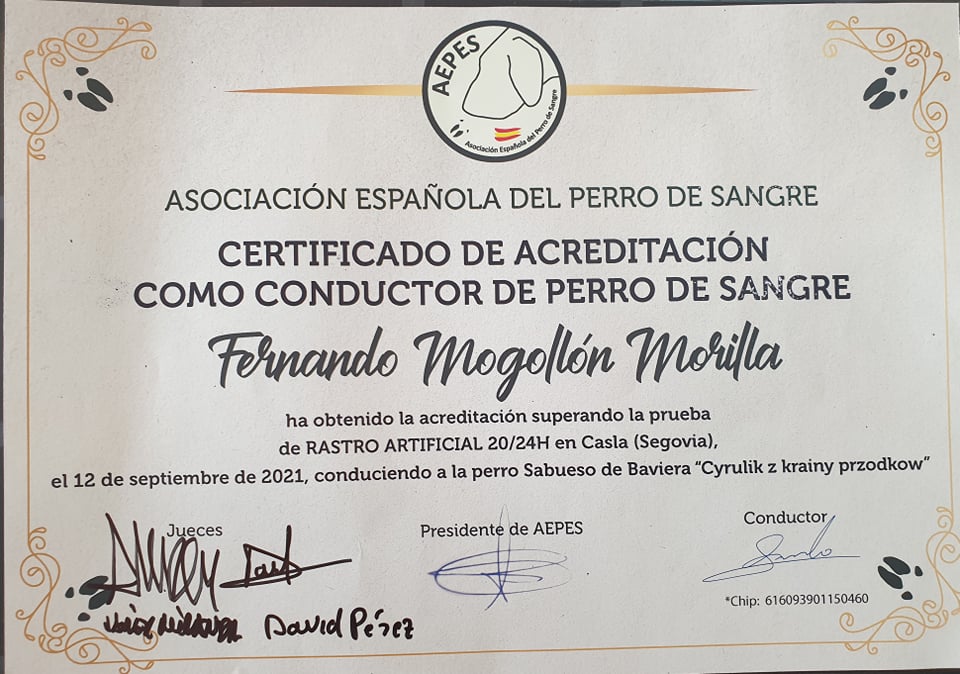 AEPES
Asociación Española del Perro de Sangre
ASOCIACIÓN ESPAÑOLA DEL PERRO DE SANGRE
CERTIFICADO DE ACREDITACIÓN
COMO CONDUCTOR DE PERRO DE SANGRE
Fernando Mogollón Morilla
ha obtenido la acreditación superando la prueba
de RASTRO ARTIFICIAL 20/24H en Casla (Segovia),
el 12 de septiembre de 2021, conduciendo a la perro Sabueso de Baviera “Cyrulik z krainy przodkow”
Jueces
Presidente de AEPES
Conductor
*Chip: 616093901150460
David Pérez